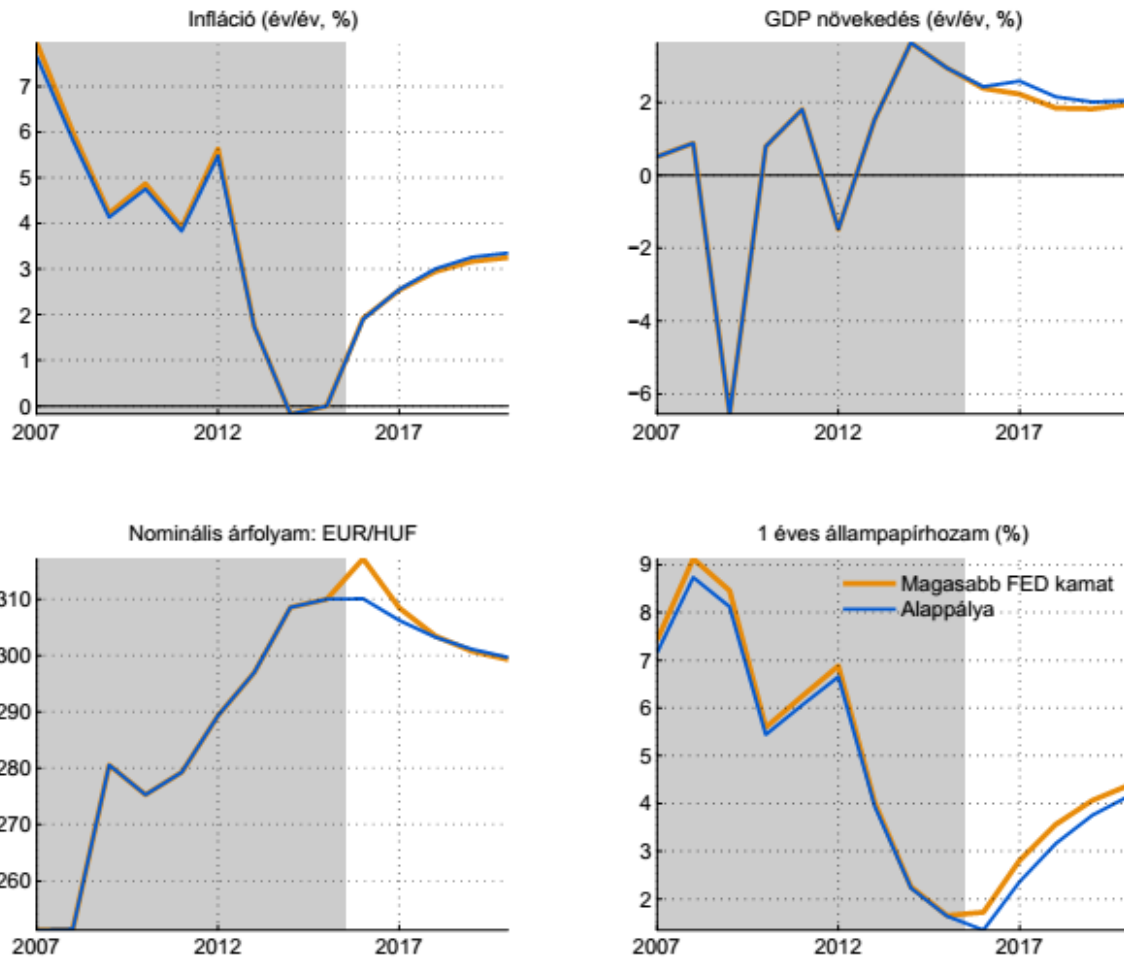 Infláció (év/év, %)
7
6
5
4
3
2
1
0
2007 2012 2017
GDP növekedés (év/év, %)
2
0
−2
−4
−6
2007 2012 2017
Nominális árfolyam: EUR/HUF
310
300
290
280
270
260
2007 2012 2017
1 éves állampapírhozam (%)
Magasabb FED kamat
Alappálya
9
8
7
6
5
4
3
2
2007 2012 2017